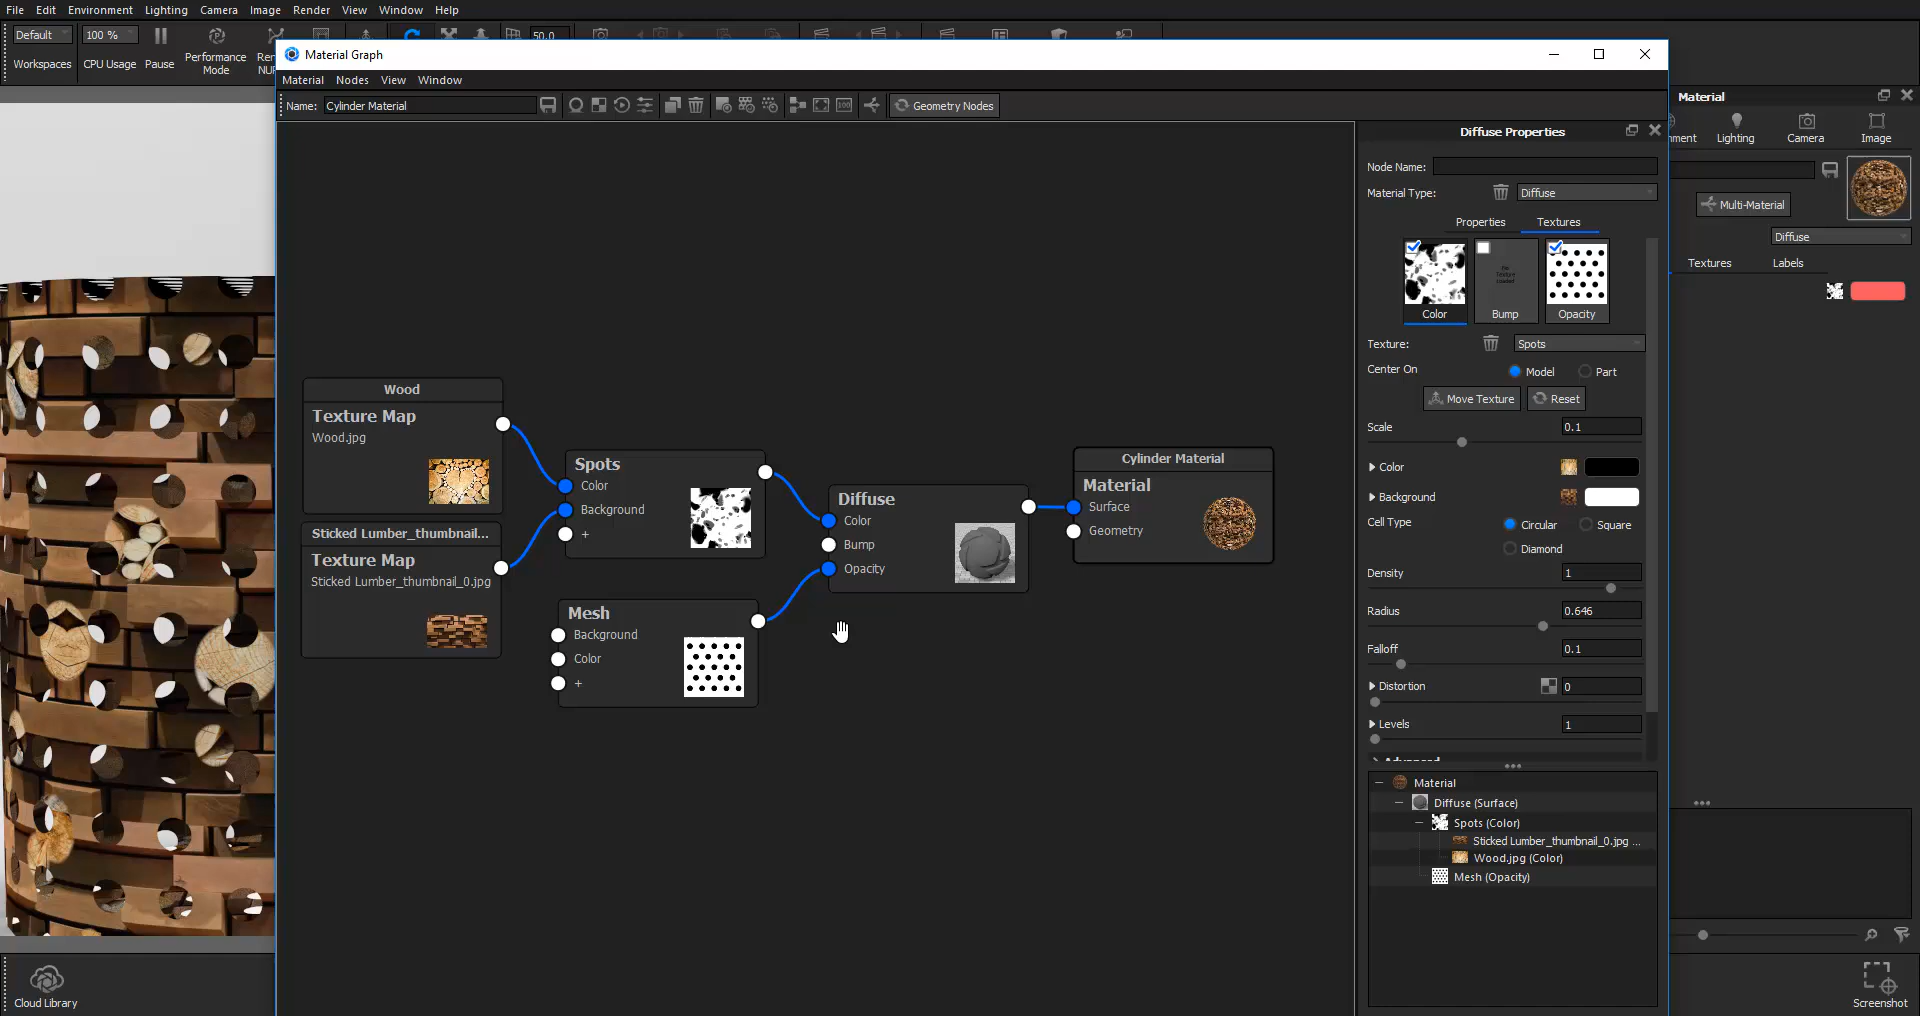 File Edit Environment Lighting Camera Image Render View Window Help
Default 100 % 50.0
Workspaces CPU Usage Pause Performance Mode
Material Graph
Material Nodes View Window
Name: Cylinder Material Geometry Nodes
Wood
Texture Map
Wood.jpg
Sticked Lumber_thumbnail...
Texture Map
Sticked Lumber_thumbnail_0.jpg
Spots
Color
Background
+
Mesh
Background
Color
+
Diffuse
Color
Bump
Opacity
Cylinder Material
Material
Surface
Geometry
Diffuse Properties
Node Name:
Material Type: Diffuse
Properties Textures
No Texture Loaded
Color Bump Opacity
Texture: Spots
Center On Model Part
Move Texture Reset
Scale 0.1
Color
Background
Cell Type Circular Square
Diamond
Density 1
Radius 0.646
Falloff 0.1
Distortion 0
Levels 1
Advanced
Material
Diffuse (Surface)
Spots (Color)
Sticked Lumber_thumbnail_0.jpg ...
Wood.jpg (Color)
Mesh (Opacity)
Material
Lighting Camera Image
Multi-Material
Diffuse
Textures Labels
Cloud Library
Screenshot